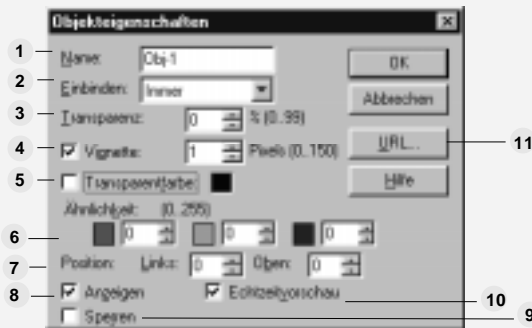 Objekteigenschaften
1 Name: Obj-1 OK
2 Einbinden: Immer Abbrechen
3 Transparenz: 0 % (0..99)
4 Vignette: 1 Pixels (0..150) URL... 11
5 Transparentfarbe: Hilfe
Ähnlichkeit: (0..255)
6 0 0 0
7 Position: Links: 0 Oben: 0
8 Anzeigen Echtzeitvorschau 10
Sperren 9